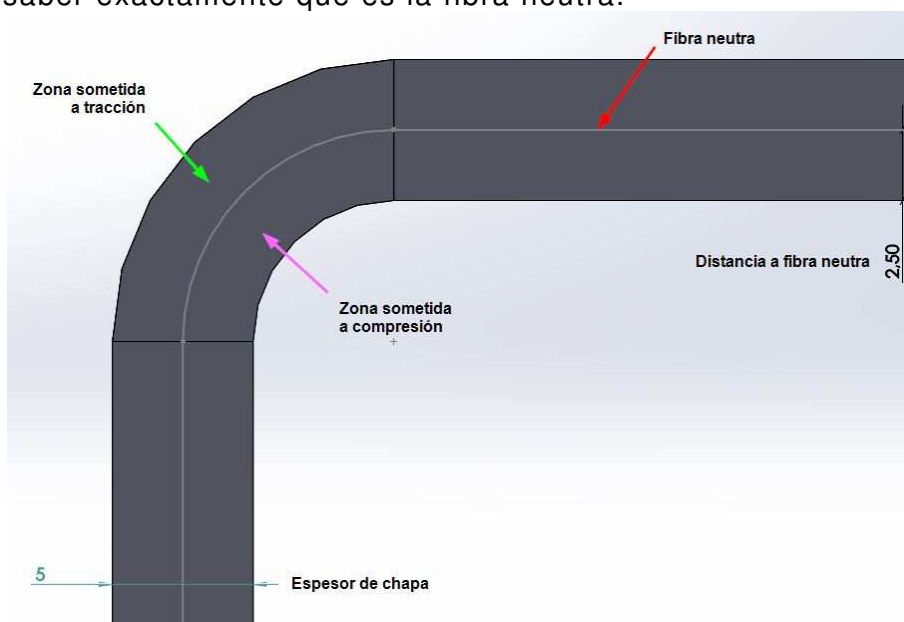 saber exactamente que es la fibra neutra.
Fibra neutra
Zona sometida
a tracción
Distancia a fibra neutra
2,50
Zona sometida
a compresión
5
Espesor de chapa